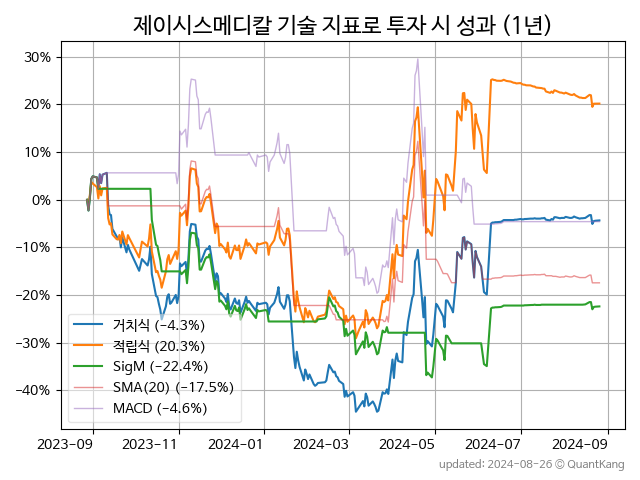 제이시스메디칼 기술 지표로 투자 시 성과 (1년)
30%
20%
10%
0%
−10%
−20%
−30%
−40%
거치식 (−4.3%)
적립식 (20.3%)
SigM (−22.4%)
SMA(20) (−17.5%)
MACD (−4.6%)
2023−09 2023−11 2024−01 2024−03 2024−05 2024−07 2024−09
updated: 2024−08−26 ⓒ QuantKang